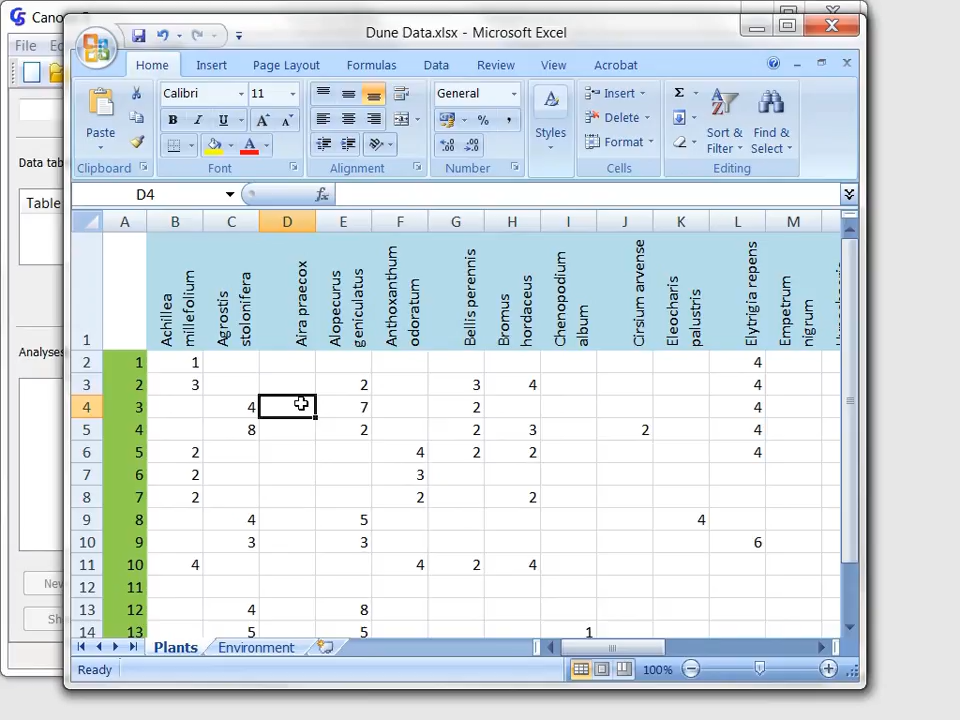 Cano
File
Data tab
Table
Analyses
Dune Data.xlsx - Microsoft Excel
Home Insert Page Layout Formulas Data Review View Acrobat
Paste
Calibri 11
B I U A A
A
General
% ,
Styles
Insert
Delete
Format
Sort & Filter
Find & Select
Clipboard Font Alignment Number Cells Editing
D4 fx
A B C D E F G H I J K L M
1 Achillea millefolium Agrostis stolonifera Aira praecox Alopecurus geniculatus Anthoxanthum odoratum Bellis perennis Bromus hordaceus Chenopodium album Cirsium arvense Eleocharis palustris Elytrigia repens Empetrum nigrum
2 1 1 4
3 2 3 2 3 4 4
4 3 4 7 2 4
5 4 8 2 2 3 2 4
6 5 2 4 2 2 4
7 6 2 3
8 7 2 2 2
9 8 4 5 4
10 9 3 3 6
11 10 4 4 2 4
12 11
13 12 4 8
14 13 5 5 1
Plants Environment
Ready 100%